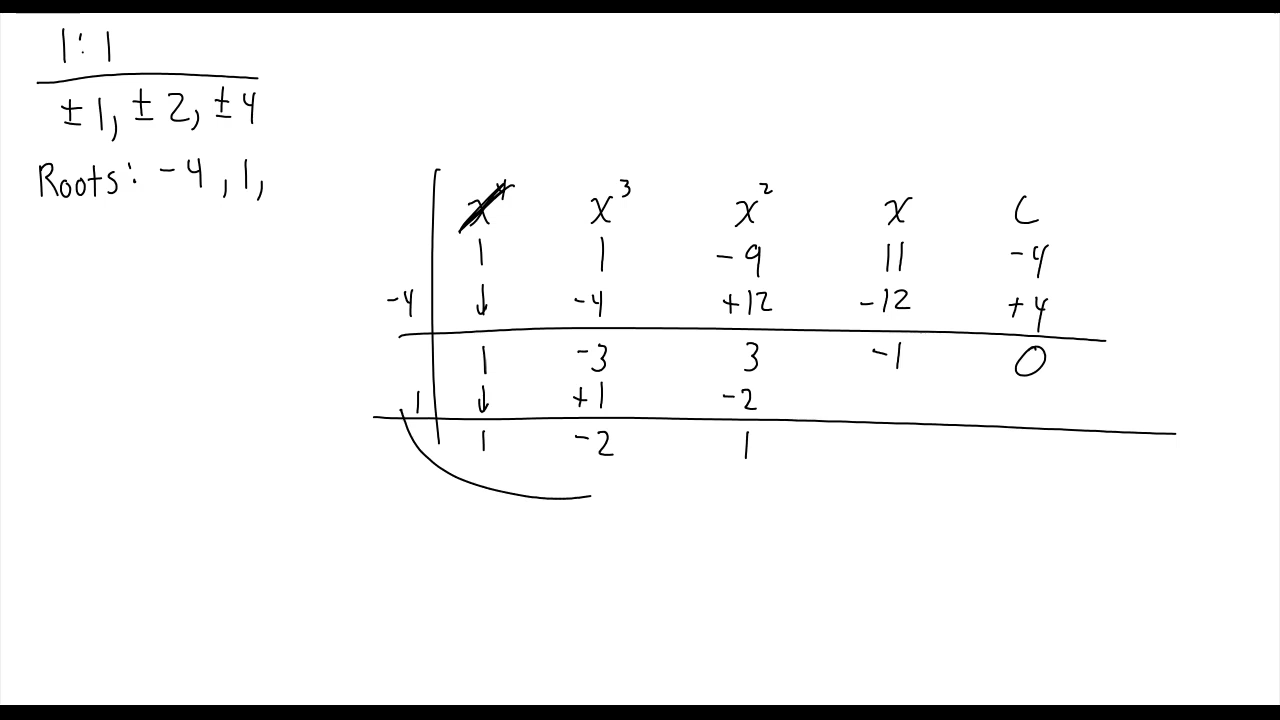 1: 1
± 1, ± 2, ± 4
Roots: -4, 1,
x⁴ x³ x² x C
1 1 -9 11 -4
-4 ↓ -4 +12 -12 +4
1 -3 3 -1 0
1 ↓ +1 -2
1 -2 1